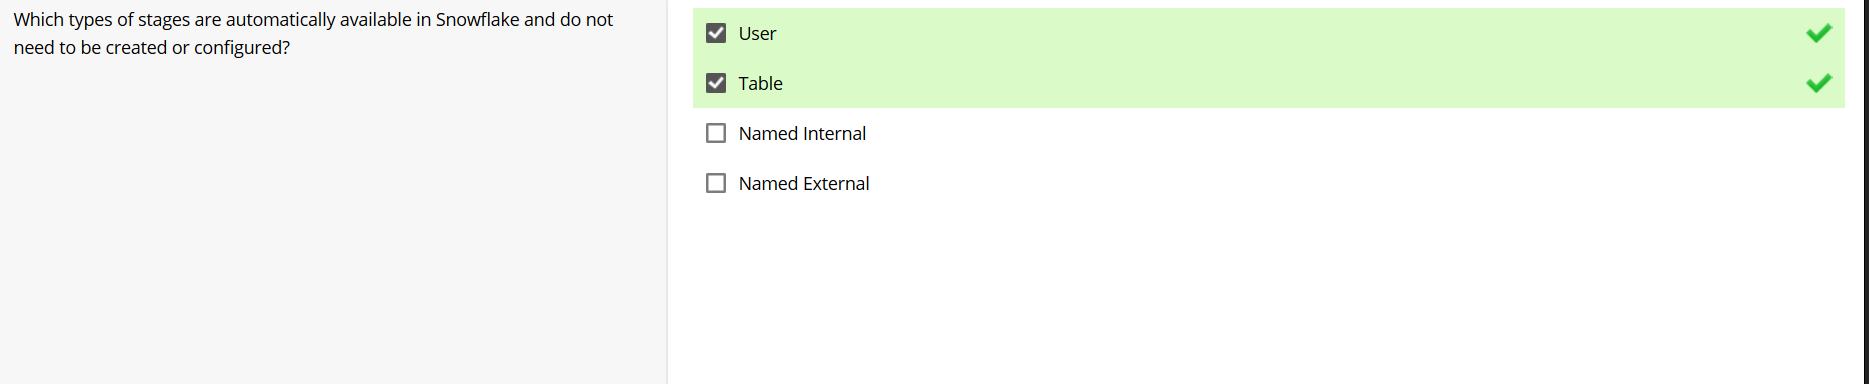 Which types of stages are automatically available in Snowflake and do not
need to be created or configured?
User
Table
Named Internal
Named External